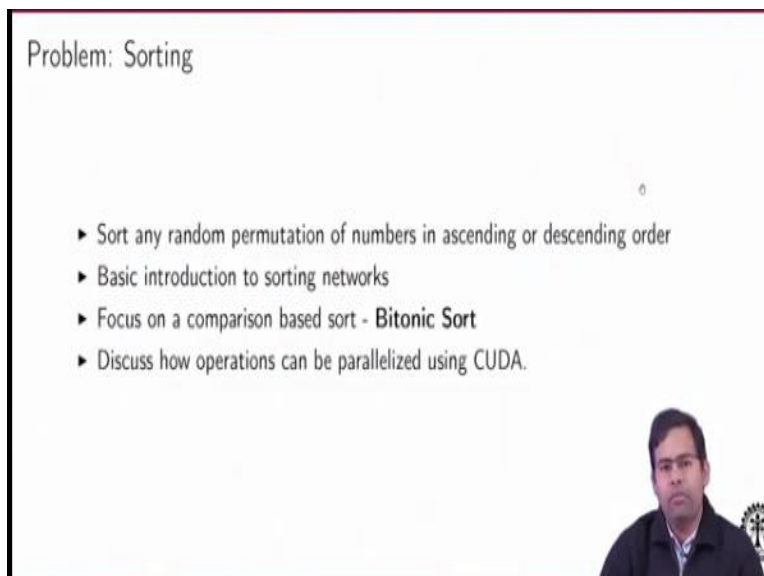 Problem: Sorting
▸ Sort any random permutation of numbers in ascending or descending order
▸ Basic introduction to sorting networks
▸ Focus on a comparison based sort - Bitonic Sort
▸ Discuss how operations can be parallelized using CUDA.